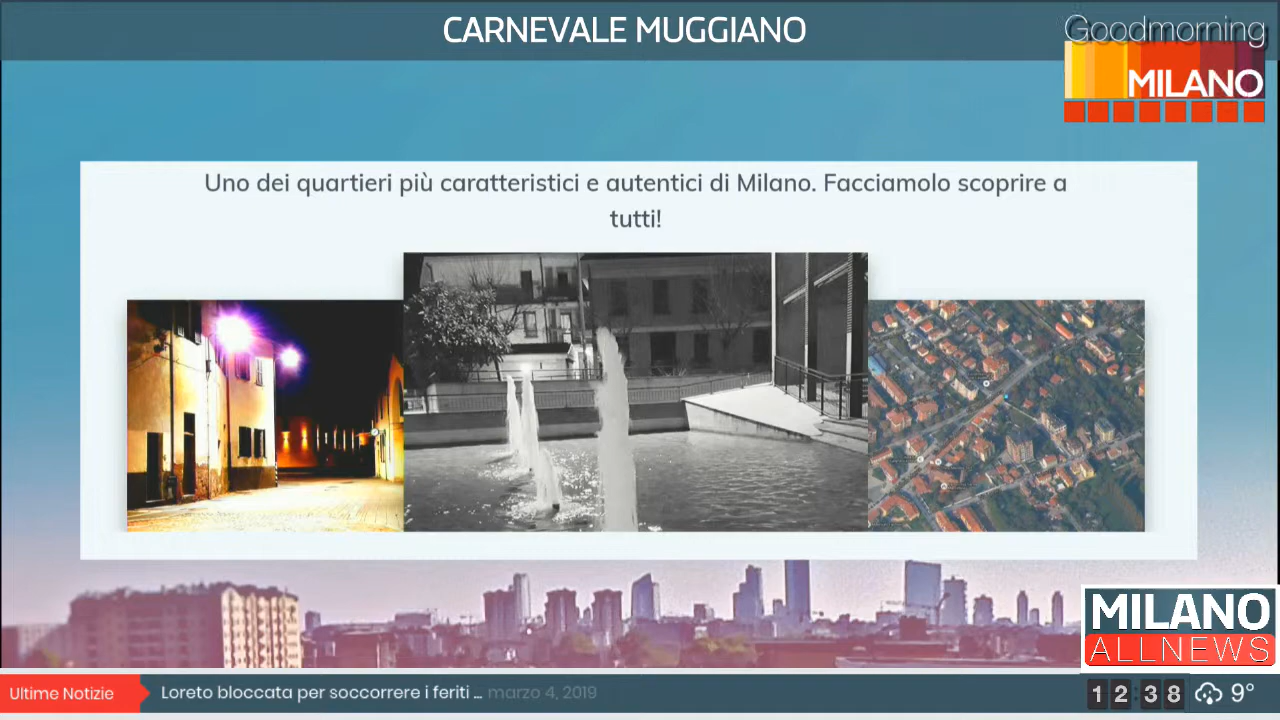 CARNEVALE MUGGIANO
Goodmorning
MILANO
Uno dei quartieri più caratteristici e autentici di Milano. Facciamolo scoprire a
tutti!
MILANO
ALLNEWS
Ultime Notizie
Loreto bloccata per soccorrere i feriti ... marzo 4, 2019
12:38
9°